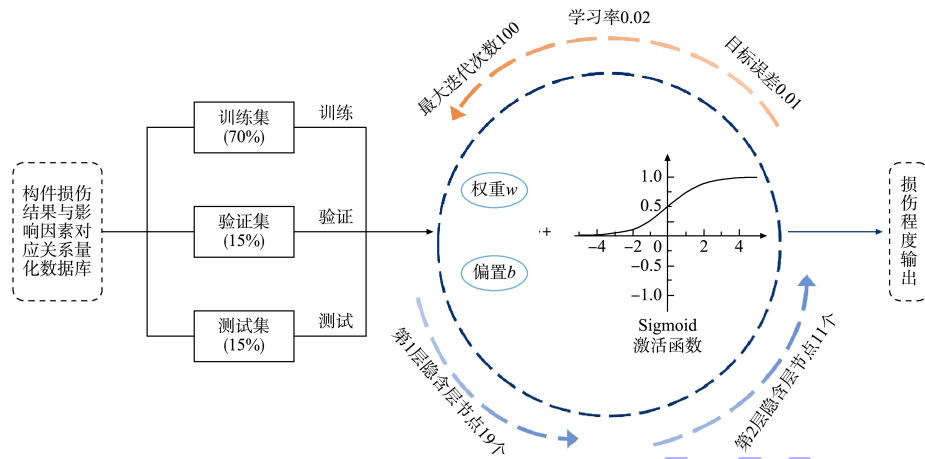 构件损伤
结果与影
响因素对
应关系量
化数据库
训练集
(70%)
训练
验证集
(15%)
验证
测试集
(15%)
测试
最大迭代次数100
学习率0.02
目标误差0.01
权重w
偏置b
+
1.0
0.5
0
−0.5
−1.0
−4
−2
2
4
Sigmoid
激活函数
第1层隐含层节点19个
第2层隐含层节点11个
损
伤
程
度
输
出